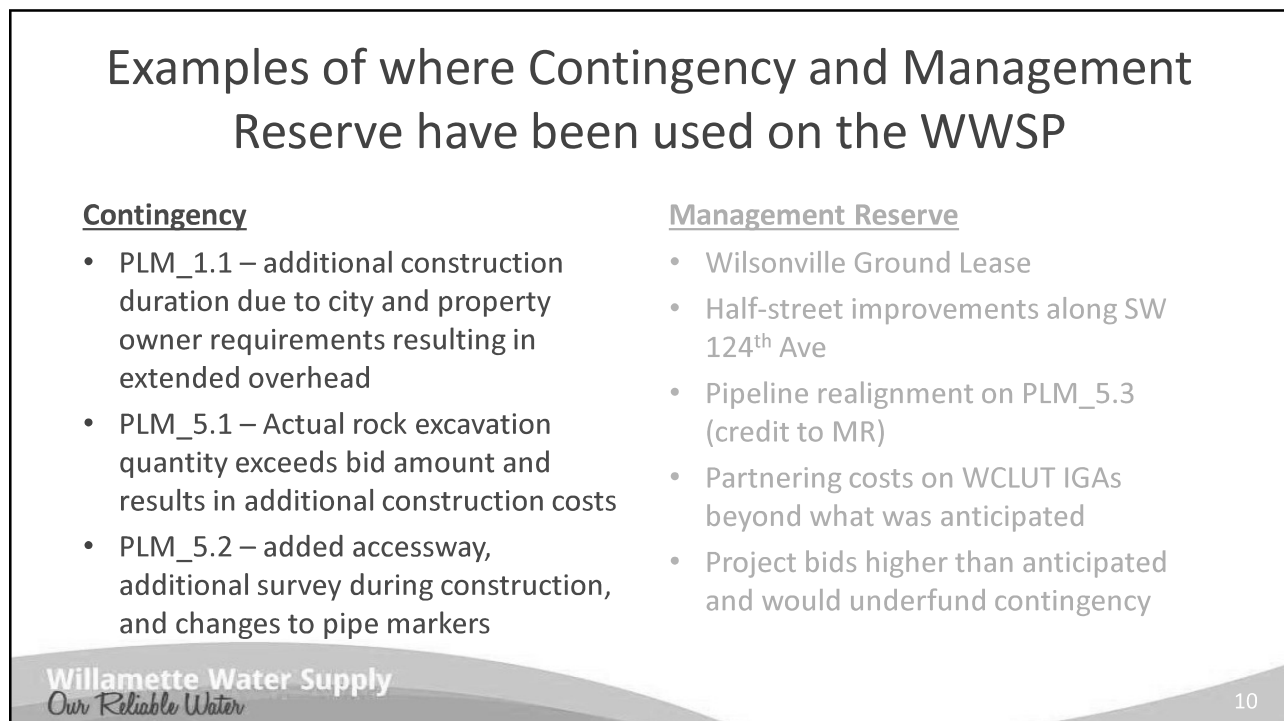 Examples of where Contingency and Management
Reserve have been used on the WWSP
Contingency
• PLM_1.1 – additional construction
duration due to city and property
owner requirements resulting in
extended overhead
• PLM_5.1 – Actual rock excavation
quantity exceeds bid amount and
results in additional construction costs
• PLM_5.2 – added accessway,
additional survey during construction,
and changes to pipe markers
Management Reserve
• Wilsonville Ground Lease
• Half-street improvements along SW
124th Ave
• Pipeline realignment on PLM_5.3
(credit to MR)
• Partnering costs on WCLUT IGAs
beyond what was anticipated
• Project bids higher than anticipated
and would underfund contingency
Willamette Water Supply
Our Reliable Water
10